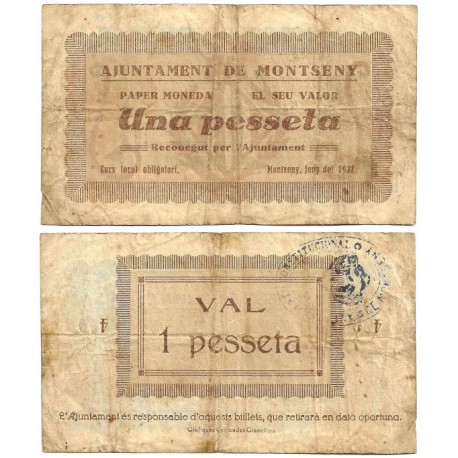 AJUNTAMENT DE MONTSENY
PAPER MONEDA EL SEU VALOR
Una pesseta
Reconegut per l'Ajuntament
Curs local obligatori. Montseny, juny del 1937.
VAL
1 pesseta
L'Ajuntament és responsable d'aquests bitllets, que retirarà en data oportuna.